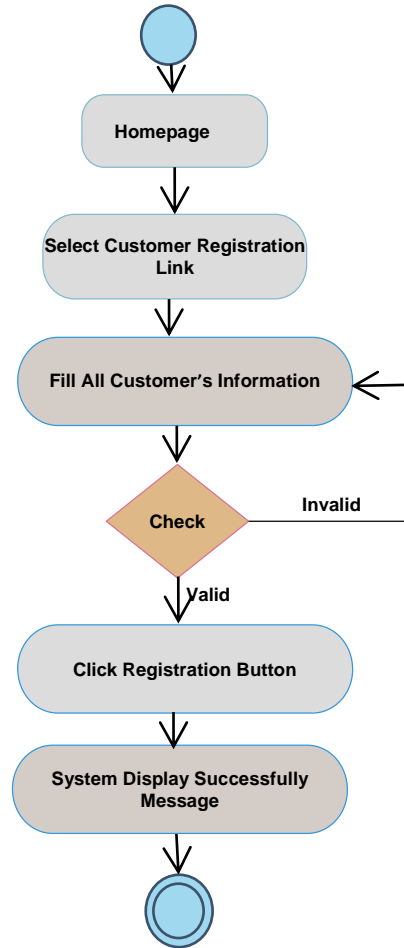 Homepage
Select Customer Registration
Link
Fill All Customer's Information
Check
Invalid
Valid
Click Registration Button
System Display Successfully
Message